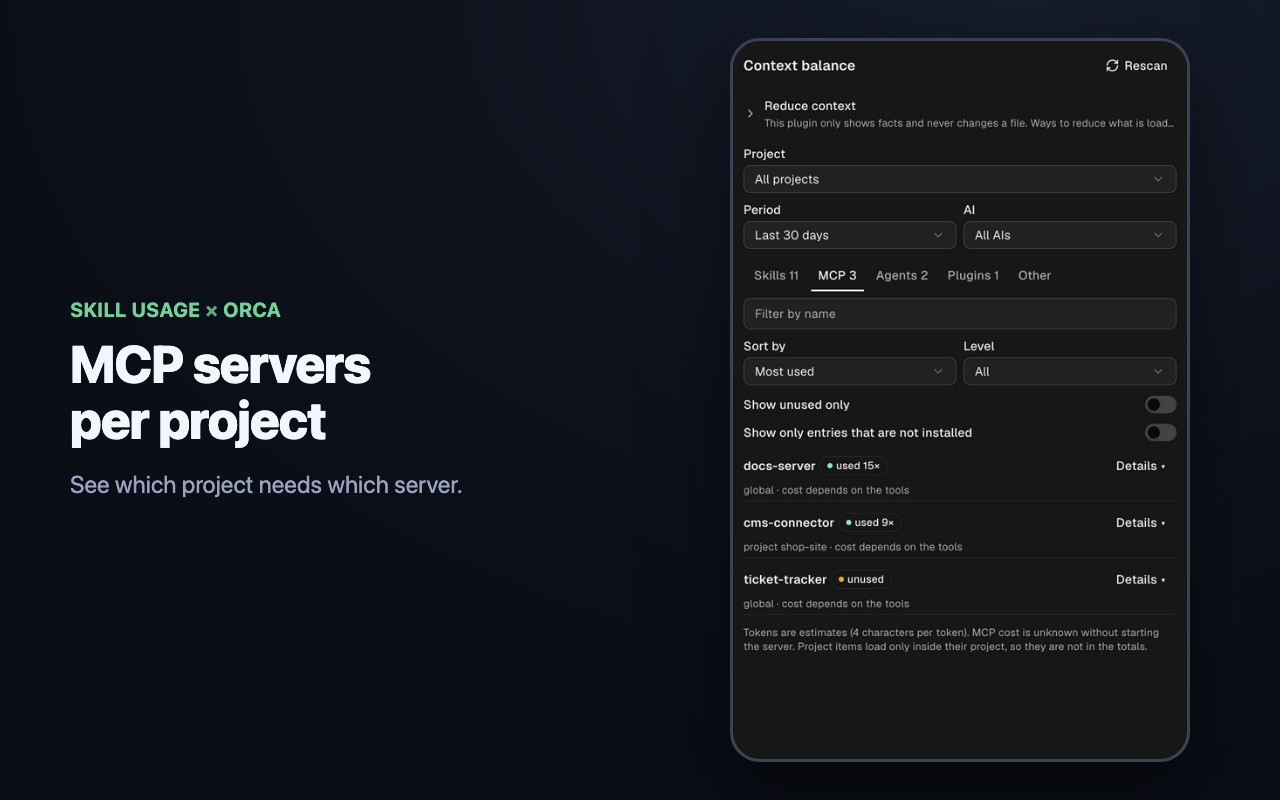 SKILL USAGE × ORCA
MCP servers
per project
See which project needs which server.
Context balance
Rescan
Reduce context
This plugin only shows facts and never changes a file. Ways to reduce what is load…
Project
All projects
Period
AI
Last 30 days
All AIs
Skills 11 MCP 3 Agents 2 Plugins 1 Other
Filter by name
Sort by
Level
Most used
All
Show unused only
Show only entries that are not installed
docs-server used 15× Details
global · cost depends on the tools
cms-connector used 9× Details
project shop-site · cost depends on the tools
ticket-tracker unused Details
global · cost depends on the tools
Tokens are estimates (4 characters per token). MCP cost is unknown without starting
the server. Project items load only inside their project, so they are not in the totals.